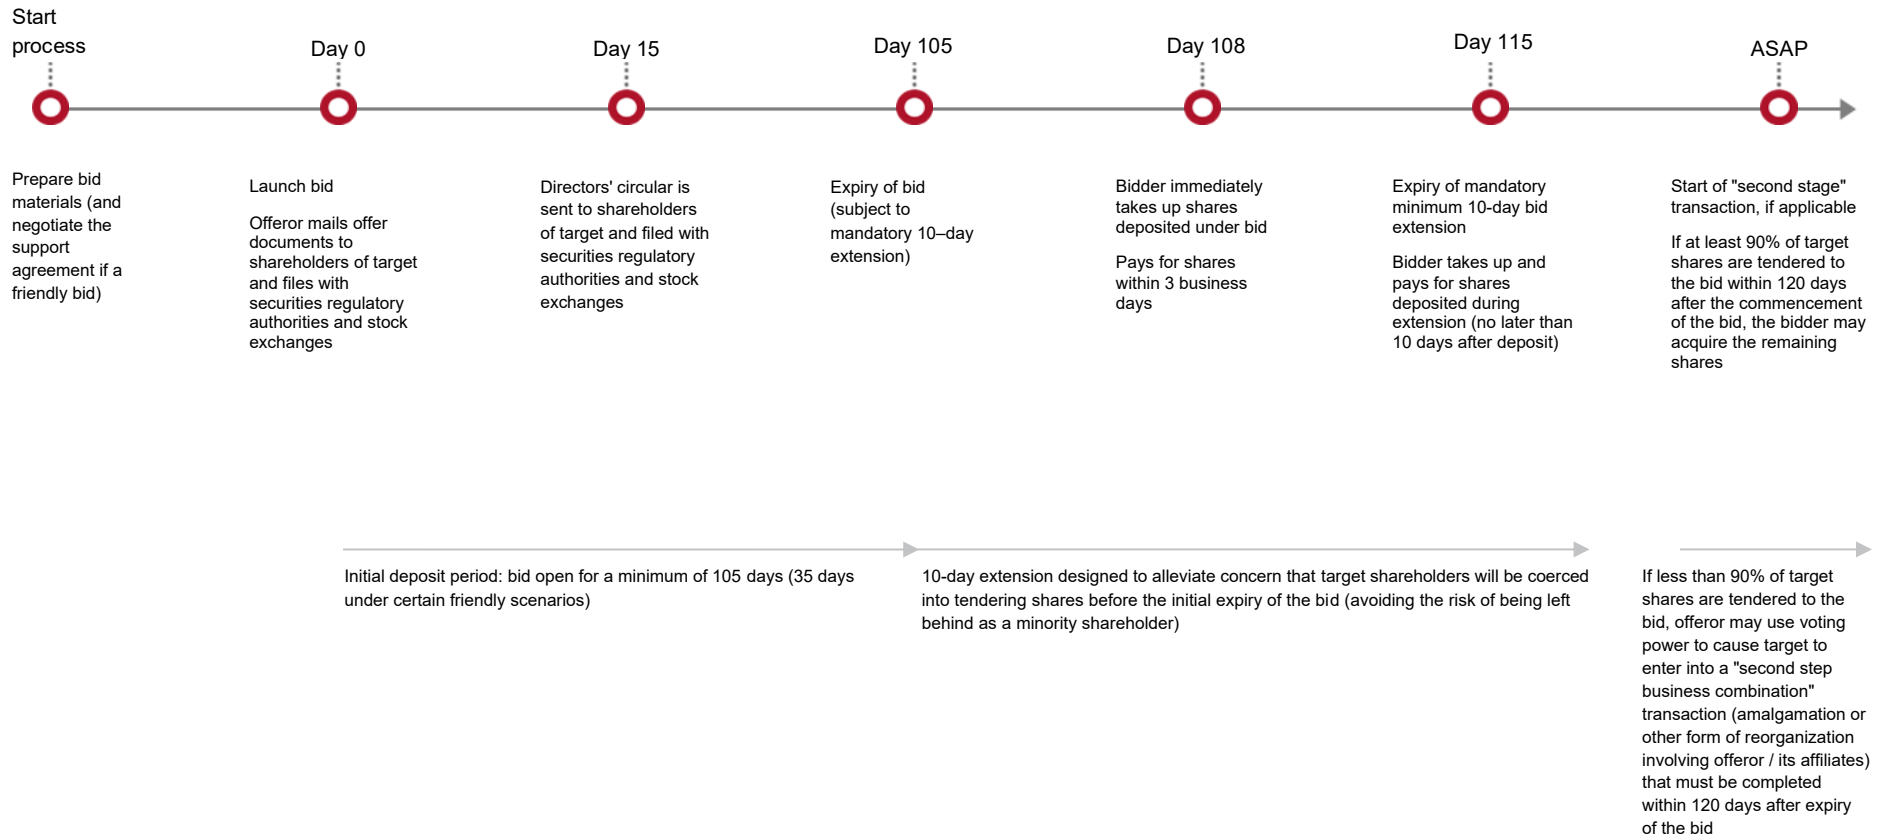 Start
process
Day 0
Day 15
Day 105
Day 108
Day 115
ASAP
Prepare bid
materials (and
negotiate the
support
agreement if a
friendly bid)
Launch bid
Offeror mails offer
documents to
shareholders of target
and files with
securities regulatory
authorities and stock
exchanges
Directors' circular is
sent to shareholders
of target and filed with
securities regulatory
authorities and stock
exchanges
Expiry of bid
(subject to
mandatory 10–day
extension)
Bidder immediately
takes up shares
deposited under bid
Pays for shares
within 3 business
days
Expiry of mandatory
minimum 10-day bid
extension
Bidder takes up and
pays for shares
deposited during
extension (no later than
10 days after deposit)
Start of "second stage"
transaction, if applicable
If at least 90% of target
shares are tendered to
the bid within 120 days
after the commencement
of the bid, the bidder may
acquire the remaining
shares
Initial deposit period: bid open for a minimum of 105 days (35 days
under certain friendly scenarios)
10-day extension designed to alleviate concern that target shareholders will be coerced
into tendering shares before the initial expiry of the bid (avoiding the risk of being left
behind as a minority shareholder)
If less than 90% of target
shares are tendered to the
bid, offeror may use voting
power to cause target to
enter into a "second step
business combination"
transaction (amalgamation or
other form of reorganization
involving offeror / its affiliates)
that must be completed
within 120 days after expiry
of the bid